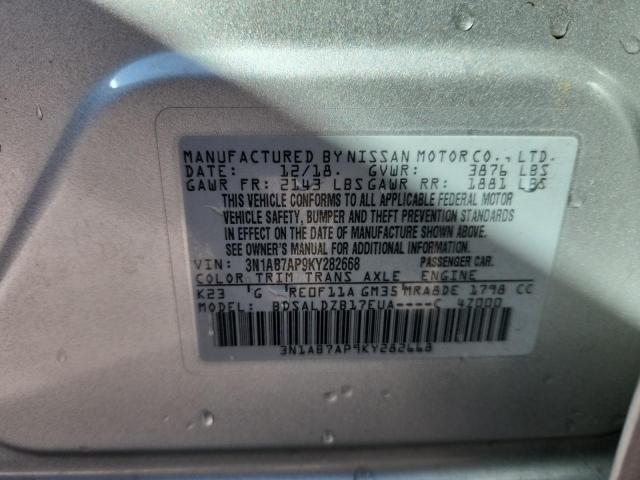 MANUFACTURED BY NISSAN MOTOR CO., LTD.
DATE: 12/18. GVWR: 3876 LBS
GAWR FR: 2143 LBS GAWR RR: 1881 LBS
THIS VEHICLE CONFORMS TO ALL APPLICABLE FEDERAL MOTOR
VEHICLE SAFETY, BUMPER AND THEFT PREVENTION STANDARDS
IN EFFECT ON THE DATE OF MANUFACTURE SHOWN ABOVE.
SEE OWNER'S MANUAL FOR ADDITIONAL INFORMATION.
VIN: 3N1AB7AP9KY282668 PASSENGER CAR.
COLOR TRIM TRANS AXLE ENGINE
K23 G RE0F11A GM35 MRA8DE 1798 CC
MODEL: BDSALDZB17EUA----C 4Z000
3N1AB7AP9KY282668